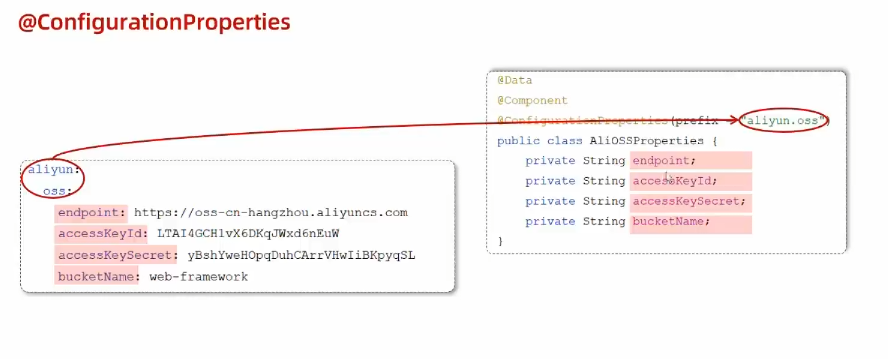 @ConfigurationProperties
aliyun:
oss:
endpoint: https://oss-cn-hangzhou.aliyuncs.com
accessKeyId: LTAI4GCH1vX6DKqJWxd6nEuW
accessKeySecret: yBshYweHOpqDuhCArrVHwIiBKpyqSL
bucketName: web-framework
@Data
@Component
@ConfigurationProperties(prefix = "aliyun.oss")
public class AliOSSProperties {
private String endpoint;
private String accessKeyId;
private String accessKeySecret;
private String bucketName;
}